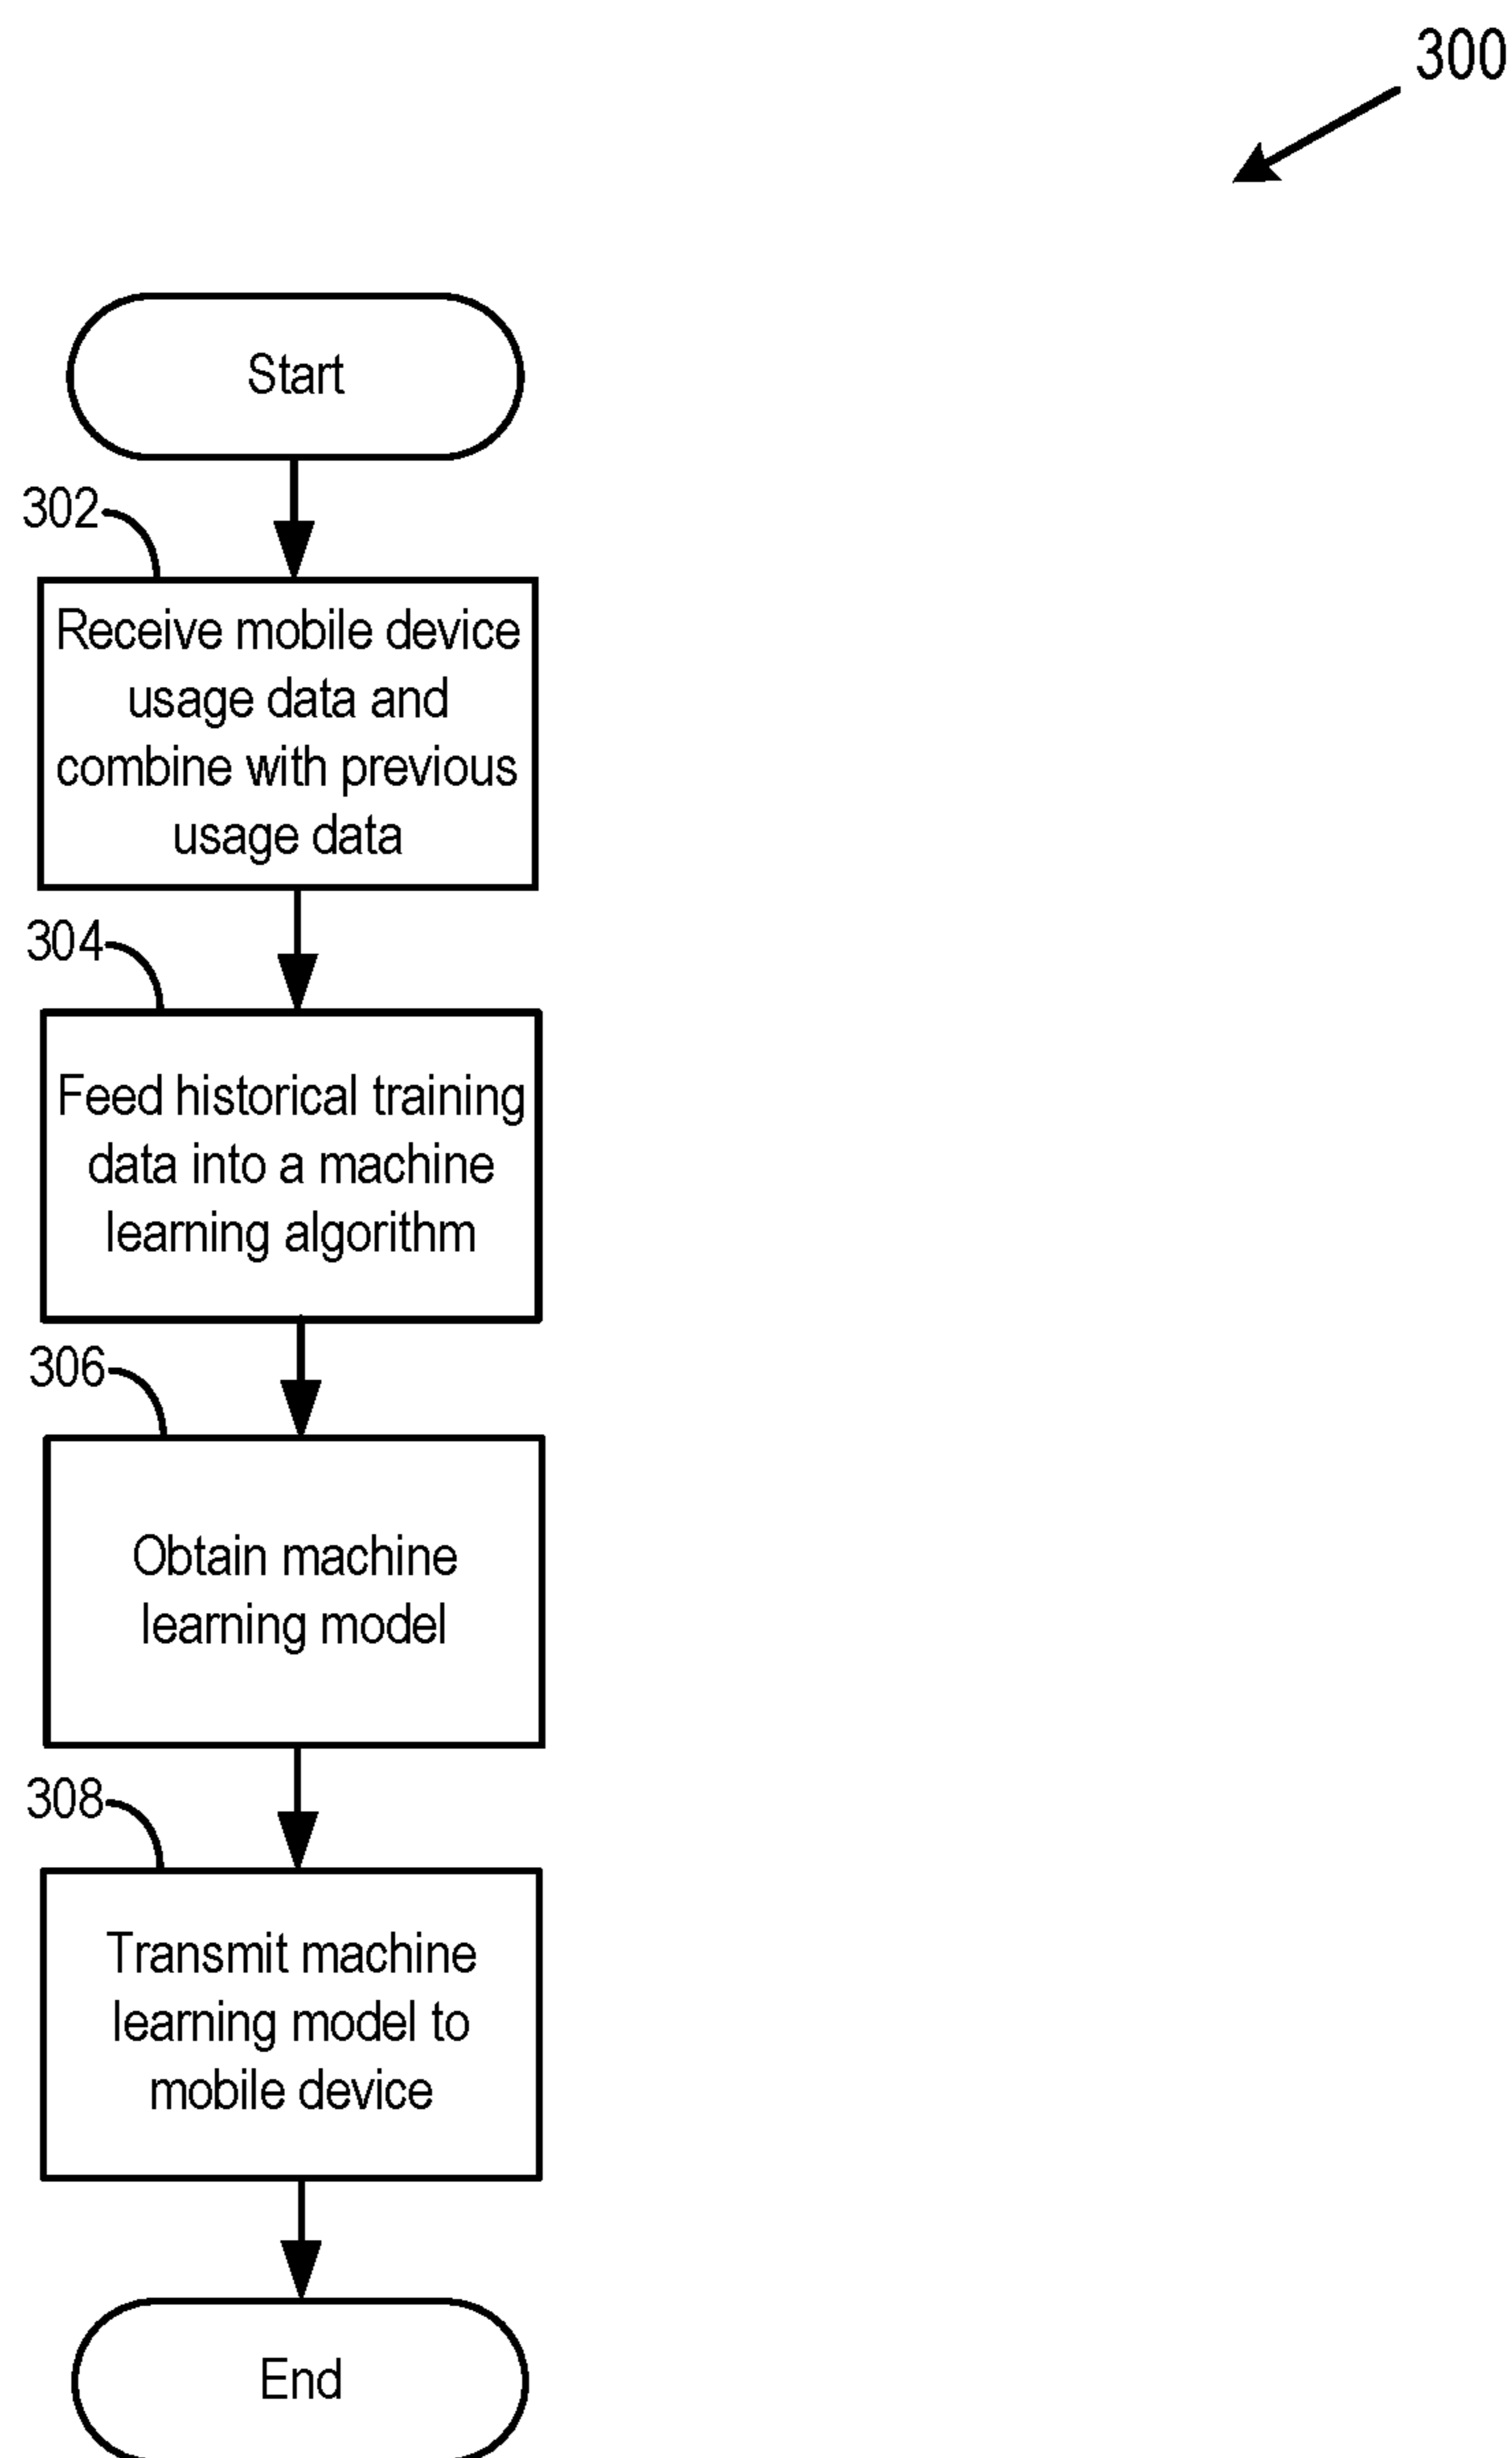 300
Start
302
Receive mobile device
usage data and
combine with previous
usage data
304
Feed historical training
data into a machine
learning algorithm
306
Obtain machine
learning model
308
Transmit machine
learning model to
mobile device
End